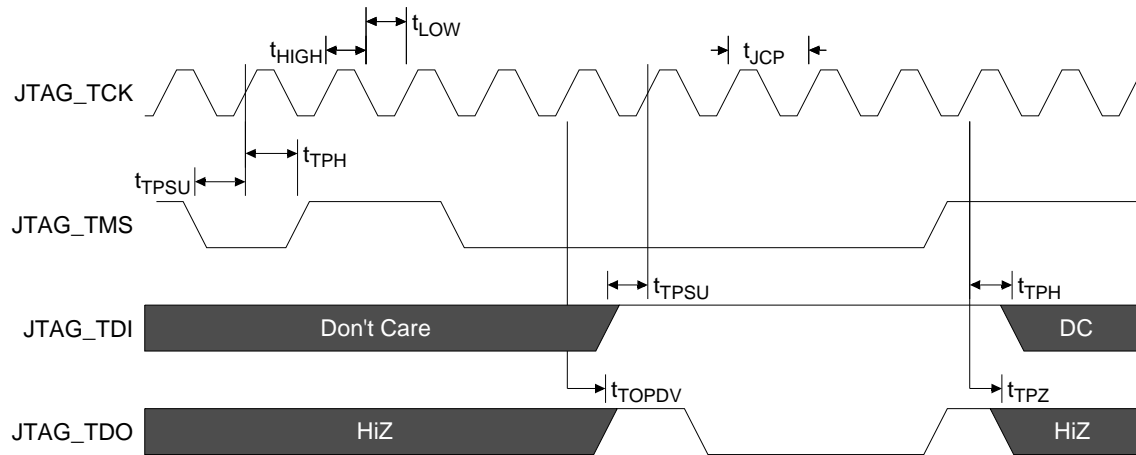 tLOW
tHIGH
tJCP
JTAG_TCK
tTPH
tTPSU
JTAG_TMS
tTPSU
tTPH
JTAG_TDI
Don't Care
DC
tTOPDV
tTPZ
JTAG_TDO
HiZ
HiZ